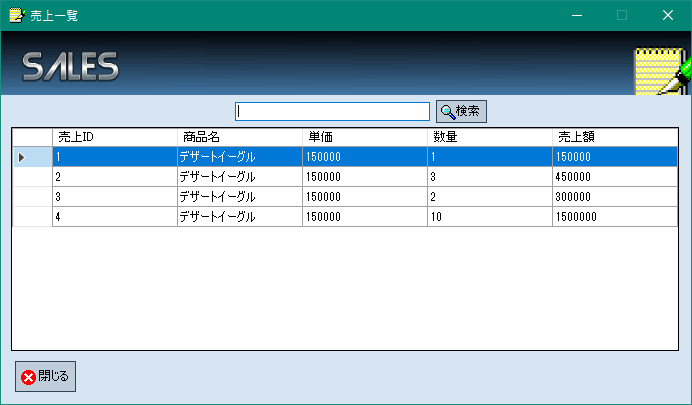 売上一覧
SALES
検索
売上ID 商品名 単価 数量 売上額
1 デザートイーグル 150000 1 150000
2 デザートイーグル 150000 3 450000
3 デザートイーグル 150000 2 300000
4 デザートイーグル 150000 10 1500000
閉じる